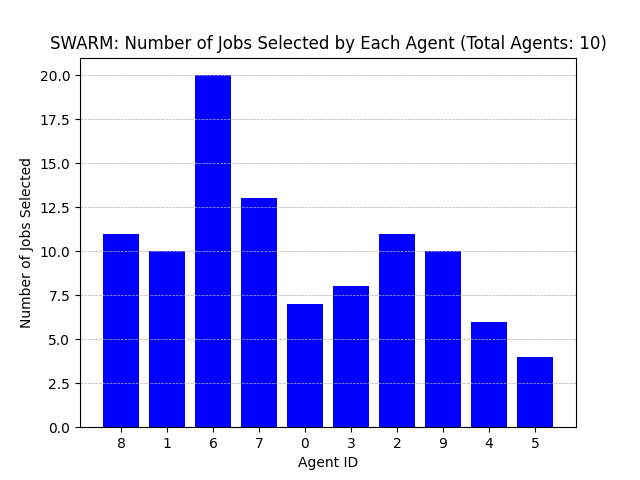 SWARM: Number of Jobs Selected by Each Agent (Total Agents: 10)
20.0
17.5
15.0
12.5
10.0
7.5
5.0
2.5
0.0
Number of Jobs Selected
8 1 6 7 0 3 2 9 4 5
Agent ID